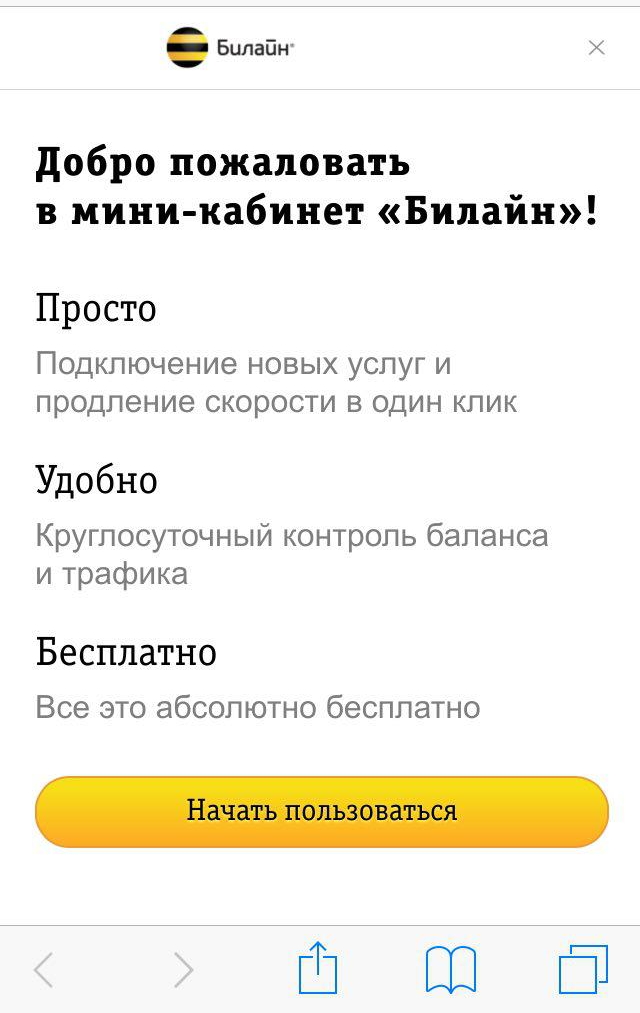 Билайн®
Добро пожаловать
в мини-кабинет «Билайн»!
Просто
Подключение новых услуг и
продление скорости в один клик
Удобно
Круглосуточный контроль баланса
и трафика
Бесплатно
Все это абсолютно бесплатно
Начать пользоваться